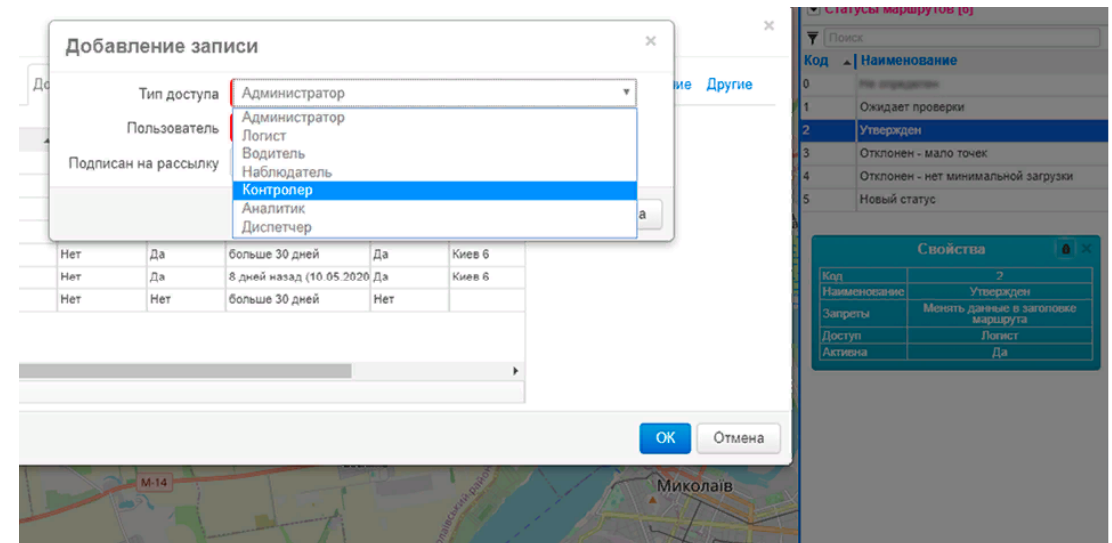 Добавление записи
До
ие Другие
Тип доступа Администратор
Пользователь
Подписан на рассылку
Администратор
Логист
Водитель
Наблюдатель
Контролер
Аналитик
Диспетчер
а
Нет Да больше 30 дней Да Киев 6
Нет Да 8 дней назад (10.05.2020 Да Киев 6
Нет Нет больше 30 дней Нет
ОК Отмена
Статусы маршрутов [6]
Поиск
Код Наименование
0
1 Ожидает проверки
2 Утвержден
3 Отклонен - мало точек
4 Отклонен - нет минимальной загрузки
5 Новый статус
Свойства
Код 2
Наименование Утвержден
Запреты Менять данные в заголовке
маршрута
Доступ Логист
Активна Да
М-14
Миколаїв